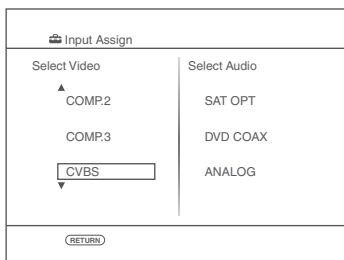 Input Assign
Select Video
Select Audio
COMP.2
SAT OPT
COMP.3
DVD COAX
CVBS
ANALOG
RETURN